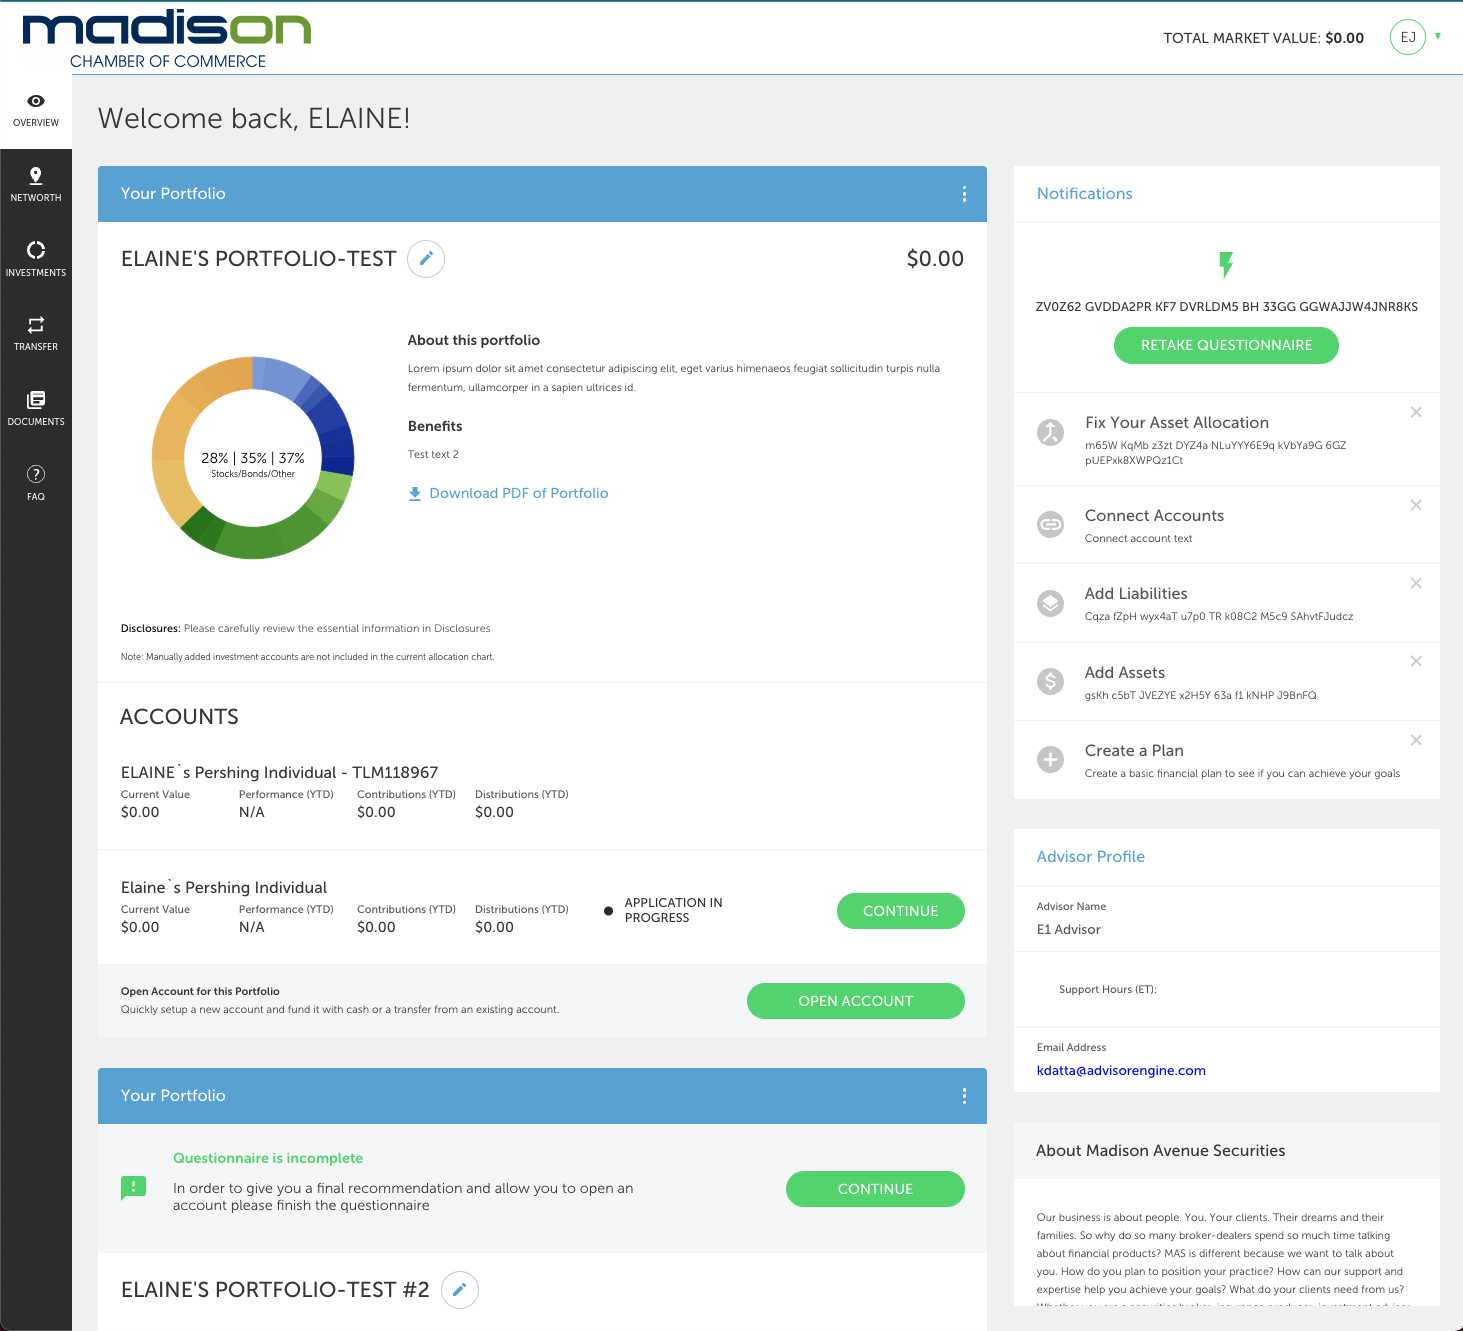 madison
CHAMBER OF COMMERCE
TOTAL MARKET VALUE: $0.00
EJ
OVERVIEW
NETWORTH
INVESTMENTS
TRANSFER
DOCUMENTS
?
FAQ
Welcome back, ELAINE!
Your Portfolio
ELAINE'S PORTFOLIO-TEST
$0.00
28% | 35% | 37%
Stocks/Bonds/Other
About this portfolio
Lorem ipsum dolor sit amet consectetur adipiscing elit, eget varius himenaeos feugiat sollicitudin turpis nulla
fermentum, ullamcorper in a sapien ultrices id.
Benefits
Test text 2
Download PDF of Portfolio
Disclosures: Please carefully review the essential information in Disclosures
Note: Manually added investment accounts are not included in the current allocation chart.
ACCOUNTS
ELAINE`s Pershing Individual - TLM118967
Current Value Performance (YTD) Contributions (YTD) Distributions (YTD)
$0.00 N/A $0.00 $0.00
Elaine`s Pershing Individual
Current Value Performance (YTD) Contributions (YTD) Distributions (YTD)
$0.00 N/A $0.00 $0.00
APPLICATION IN
PROGRESS
CONTINUE
Open Account for this Portfolio
Quickly setup a new account and fund it with cash or a transfer from an existing account.
OPEN ACCOUNT
Your Portfolio
Questionnaire is incomplete
In order to give you a final recommendation and allow you to open an
account please finish the questionnaire
CONTINUE
ELAINE'S PORTFOLIO-TEST #2
Notifications
ZV0Z62 GVDDA2PR KF7 DVRLDM5 BH 33GG GGWAJJW4JNR8KS
RETAKE QUESTIONNAIRE
Fix Your Asset Allocation
m65W KqMb z3zt DYZ4a NLuYYY6E9q kVbYa9G 6GZ
pUEPxk8XWPQz1Ct
Connect Accounts
Connect account text
Add Liabilities
Cqza fZpH wyx4aT u7p0 TR k08C2 M5c9 SAhvtFJudcz
$
Add Assets
gsKh c5bT JVEZYE x2H5Y 63a f1 kNHP J9BnFQ
Create a Plan
Create a basic financial plan to see if you can achieve your goals
Advisor Profile
Advisor Name
E1 Advisor
Support Hours (ET):
Email Address
kdatta@advisorengine.com
About Madison Avenue Securities
Our business is about people. You. Your clients. Their dreams and their
families. So why do so many broker-dealers spend so much time talking
about financial products? MAS is different because we want to talk about
you. How do you plan to position your practice? How can our support and
expertise help you achieve your goals? What do your clients need from us?